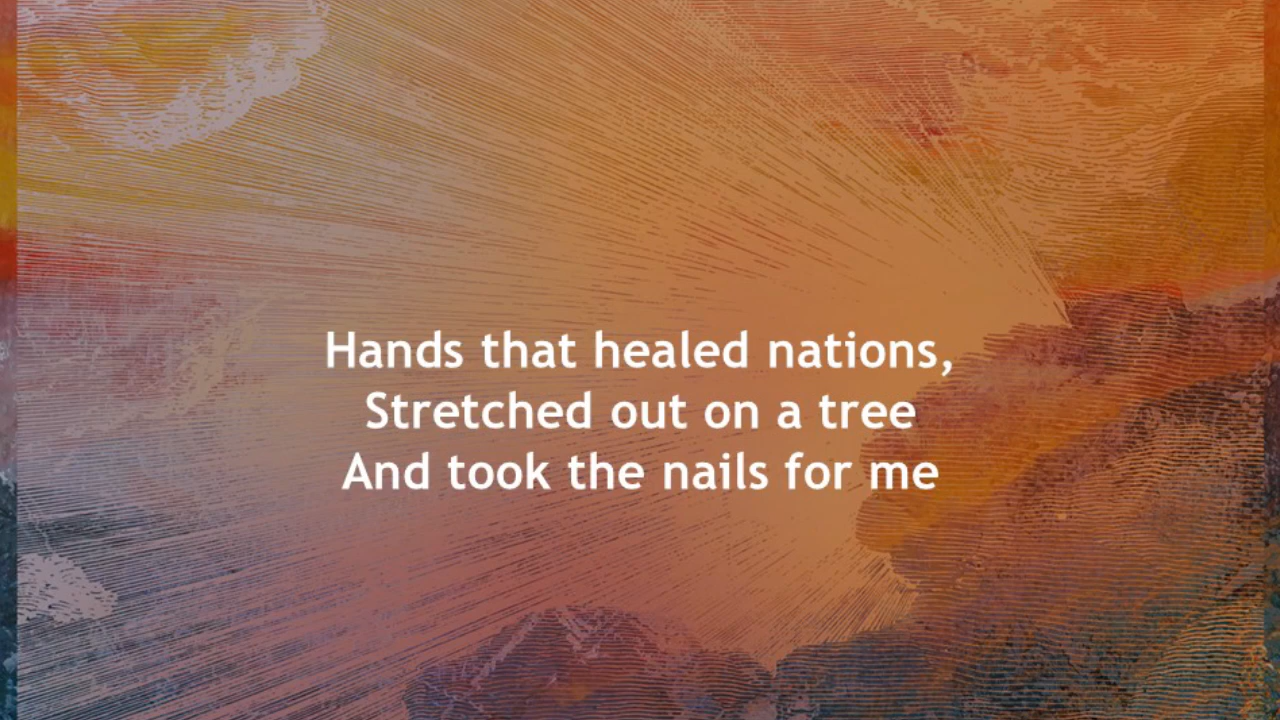 Hands that healed nations,
Stretched out on a tree
And took the nails for me